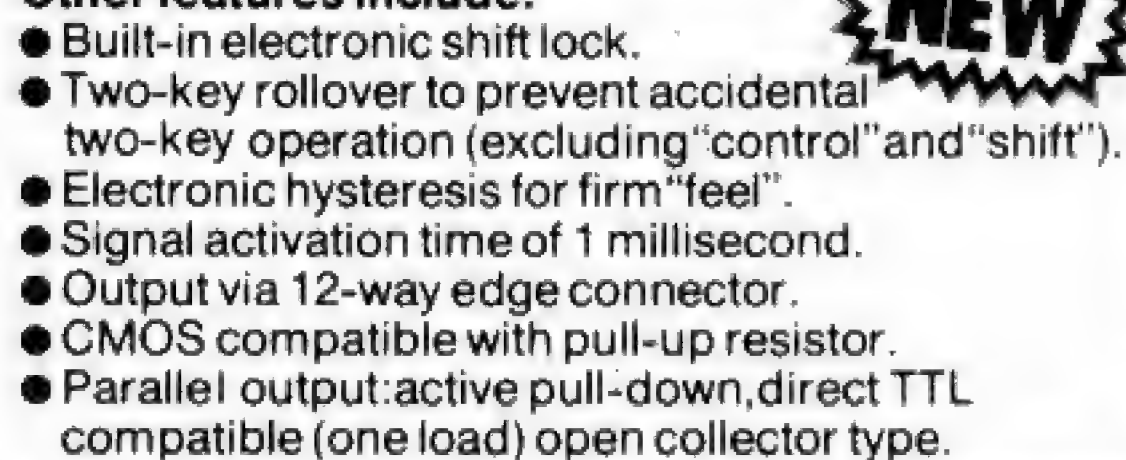 Other features include:
NEW
● Built-in electronic shift lock.
● Two-key rollover to prevent accidental
two-key operation (excluding “control” and “shift”).
● Electronic hysteresis for firm “feel”.
● Signal activation time of 1 millisecond.
● Output via 12-way edge connector.
● CMOS compatible with pull-up resistor.
● Parallel output:active pull-down,direct TTL
compatible (one load) open collector type.